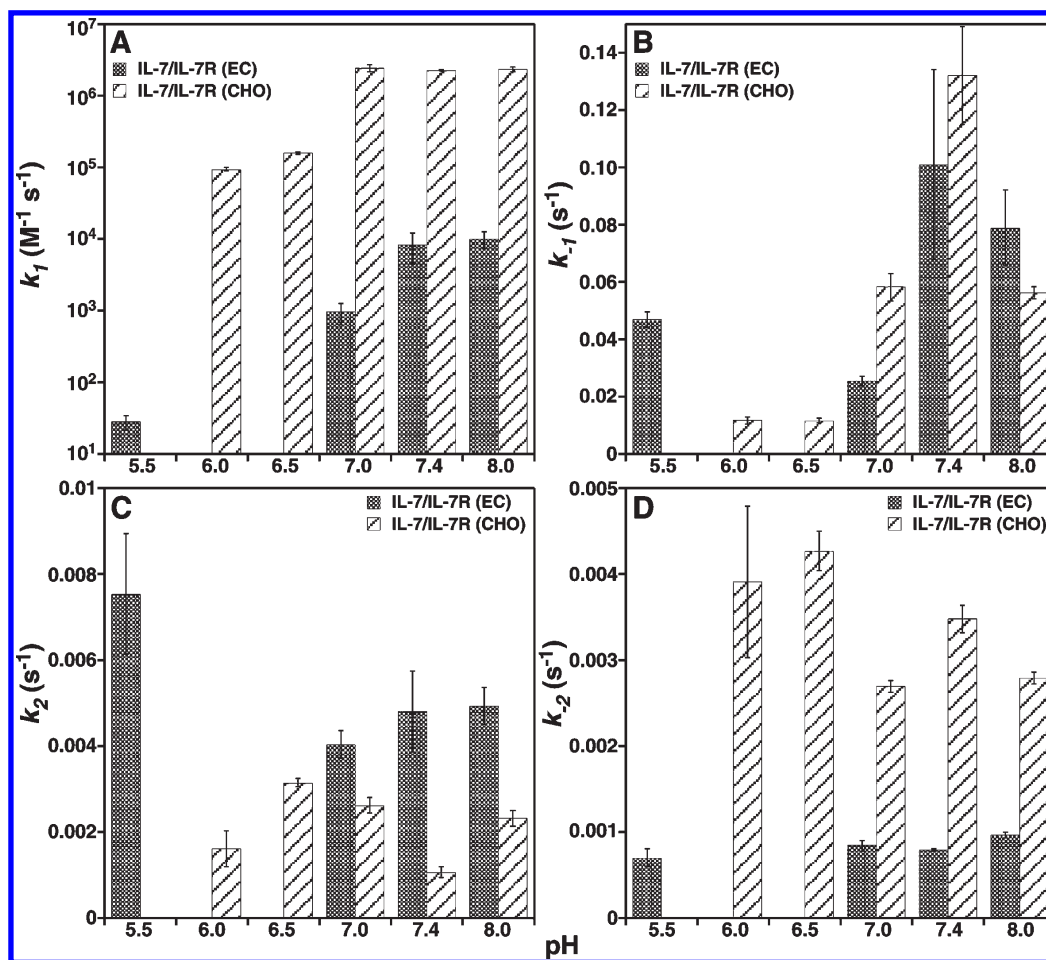 A
IL-7/IL-7R (EC)
IL-7/IL-7R (CHO)
k₁ (M⁻¹ s⁻¹)
10⁷
10⁶
10⁵
10⁴
10³
10²
10¹
5.5 6.0 6.5 7.0 7.4 8.0
B
IL-7/IL-7R (EC)
IL-7/IL-7R (CHO)
k₋₁ (s⁻¹)
0.14
0.12
0.10
0.08
0.06
0.04
0.02
0
5.5 6.0 6.5 7.0 7.4 8.0
C
IL-7/IL-7R (EC)
IL-7/IL-7R (CHO)
k₂ (s⁻¹)
0.01
0.008
0.006
0.004
0.002
0
5.5 6.0 6.5 7.0 7.4 8.0
D
IL-7/IL-7R (EC)
IL-7/IL-7R (CHO)
k₋₂ (s⁻¹)
0.005
0.004
0.003
0.002
0.001
0
5.5 6.0 6.5 7.0 7.4 8.0
pH